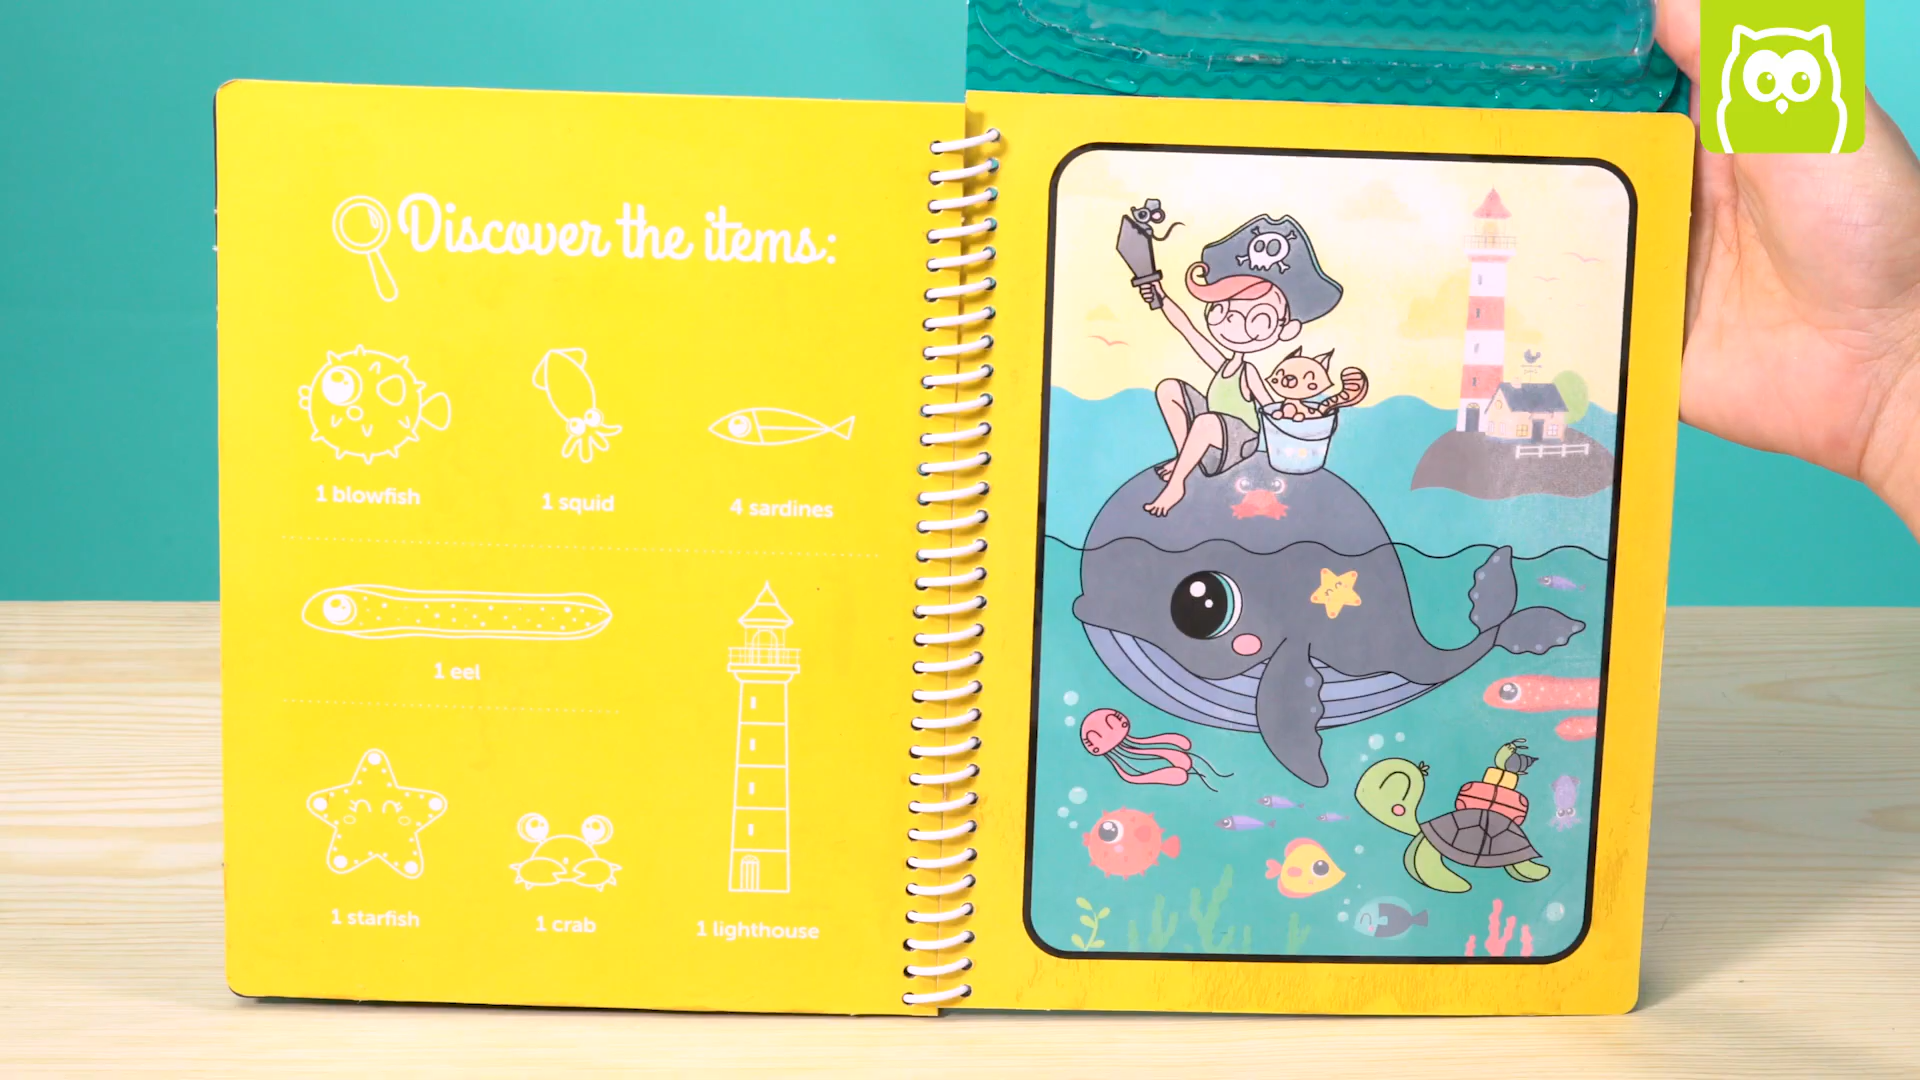 Discover the items:
1 blowfish
1 squid
4 sardines
1 eel
1 starfish
1 crab
1 lighthouse